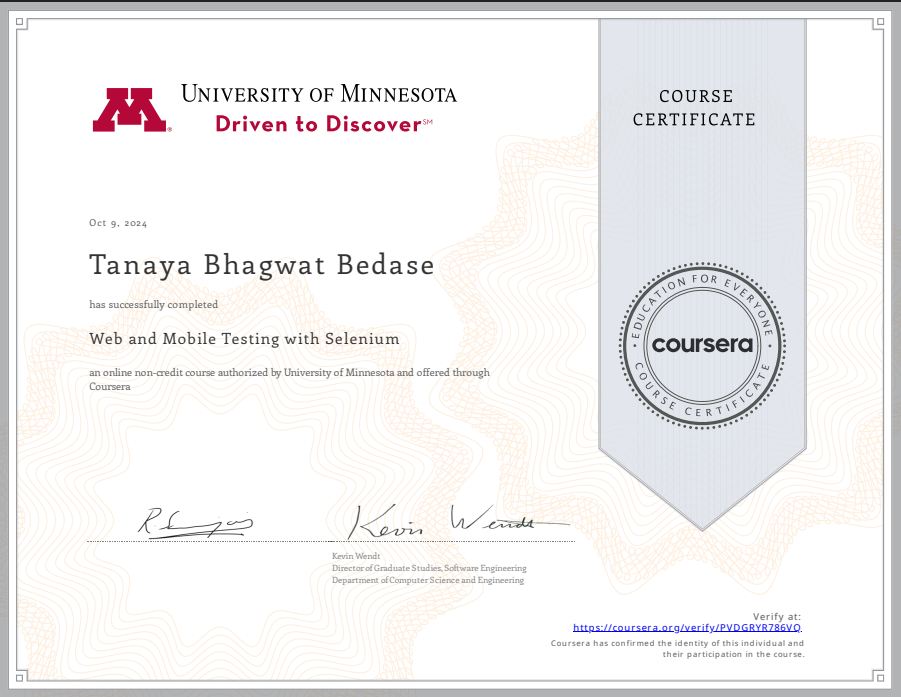 UNIVERSITY OF MINNESOTA
Driven to Discover℠
COURSE
CERTIFICATE
Oct 9, 2024
Tanaya Bhagwat Bedase
has successfully completed
Web and Mobile Testing with Selenium
an online non-credit course authorized by University of Minnesota and offered through
Coursera
EDUCATION FOR EVERYONE
coursera
COURSE CERTIFICATE
Kevin Wendt
Kevin Wendt
Director of Graduate Studies, Software Engineering
Department of Computer Science and Engineering
Verify at:
https://coursera.org/verify/PVDGRYR786VQ
Coursera has confirmed the identity of this individual and
their participation in the course.